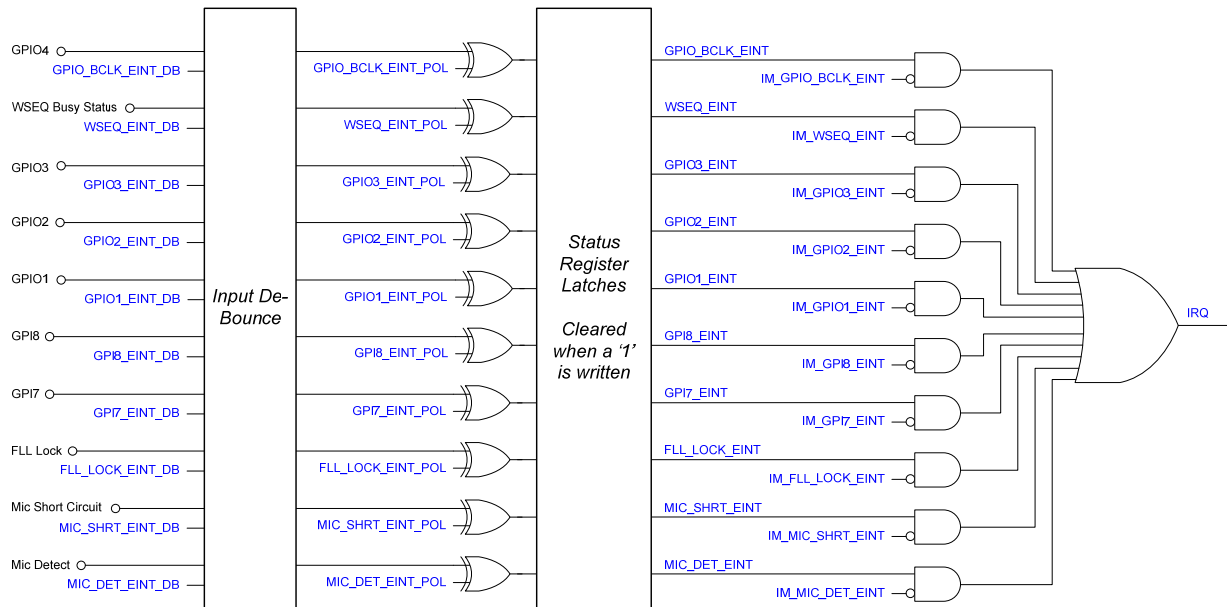 GPIO4
GPIO_BCLK_EINT_DB
GPIO_BCLK_EINT_POL
GPIO_BCLK_EINT
IM_GPIO_BCLK_EINT
WSEQ Busy Status
WSEQ_EINT_DB
WSEQ_EINT_POL
WSEQ_EINT
IM_WSEQ_EINT
GPIO3
GPIO3_EINT_DB
GPIO3_EINT_POL
GPIO3_EINT
IM_GPIO3_EINT
GPIO2
GPIO2_EINT_DB
GPIO2_EINT_POL
GPIO2_EINT
IM_GPIO2_EINT
GPIO1
GPIO1_EINT_DB
GPIO1_EINT_POL
GPIO1_EINT
IM_GPIO1_EINT
GPI8
GPI8_EINT_DB
GPI8_EINT_POL
GPI8_EINT
IM_GPI8_EINT
GPI7
GPI7_EINT_DB
GPI7_EINT_POL
GPI7_EINT
IM_GPI7_EINT
FLL Lock
FLL_LOCK_EINT_DB
FLL_LOCK_EINT_POL
FLL_LOCK_EINT
IM_FLL_LOCK_EINT
Mic Short Circuit
MIC_SHRT_EINT_DB
MIC_SHRT_EINT_POL
MIC_SHRT_EINT
IM_MIC_SHRT_EINT
Mic Detect
MIC_DET_EINT_DB
MIC_DET_EINT_POL
MIC_DET_EINT
IM_MIC_DET_EINT
Input De-
Bounce
Status
Register
Latches
Cleared
when a ‘1’
is written
IRQ